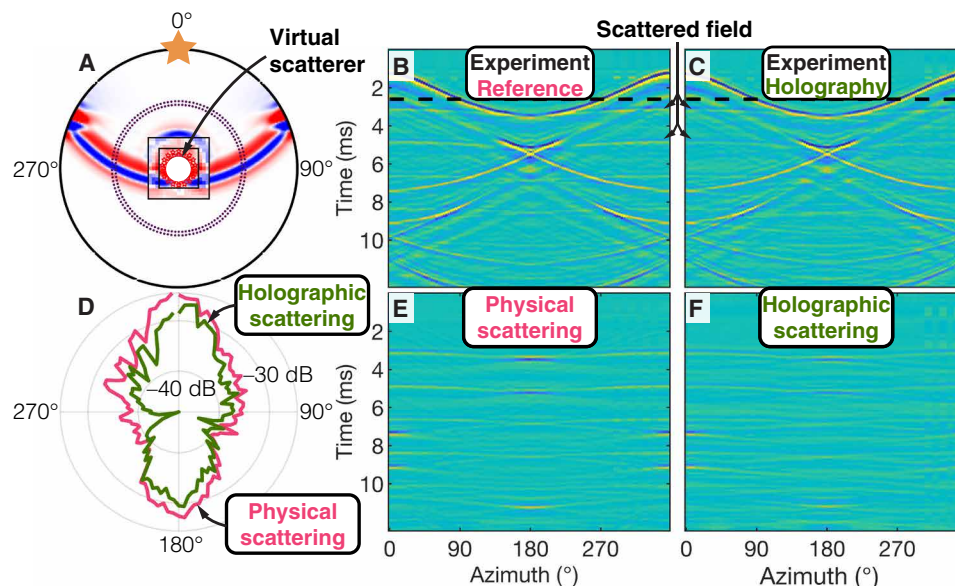 0°
A
Virtual
scatterer
270°
90°
Scattered field
B
Experiment
Reference
C
Experiment
Holography
2
4
6
8
10
Time (ms)
D
Holographic
scattering
–30 dB
–40 dB
270°
90°
Physical
scattering
180°
E
Physical
scattering
F
Holographic
scattering
2
4
6
8
10
Time (ms)
0
90
180
270
Azimuth (°)
0
90
180
270
Azimuth (°)